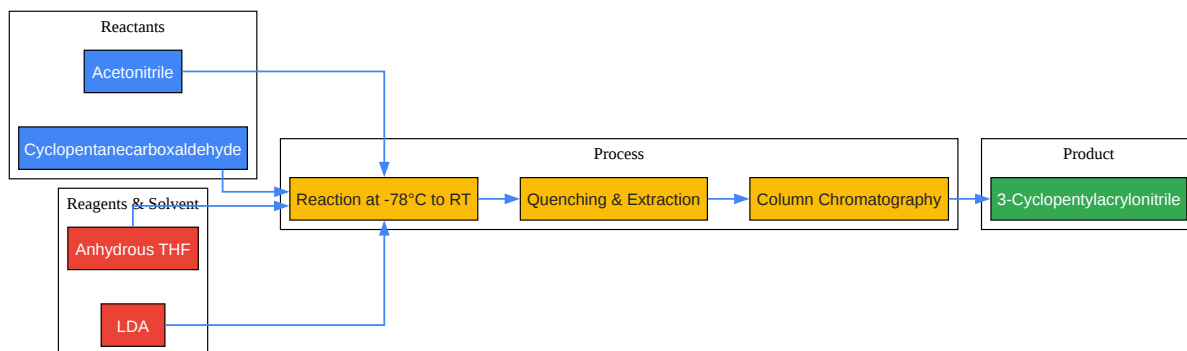 Reactants
Acetonitrile
Cyclopentanecarboxaldehyde
Reagents & Solvent
Anhydrous THF
LDA
Process
Reaction at -78°C to RT
Quenching & Extraction
Column Chromatography
Product
3-Cyclopentylacrylonitrile